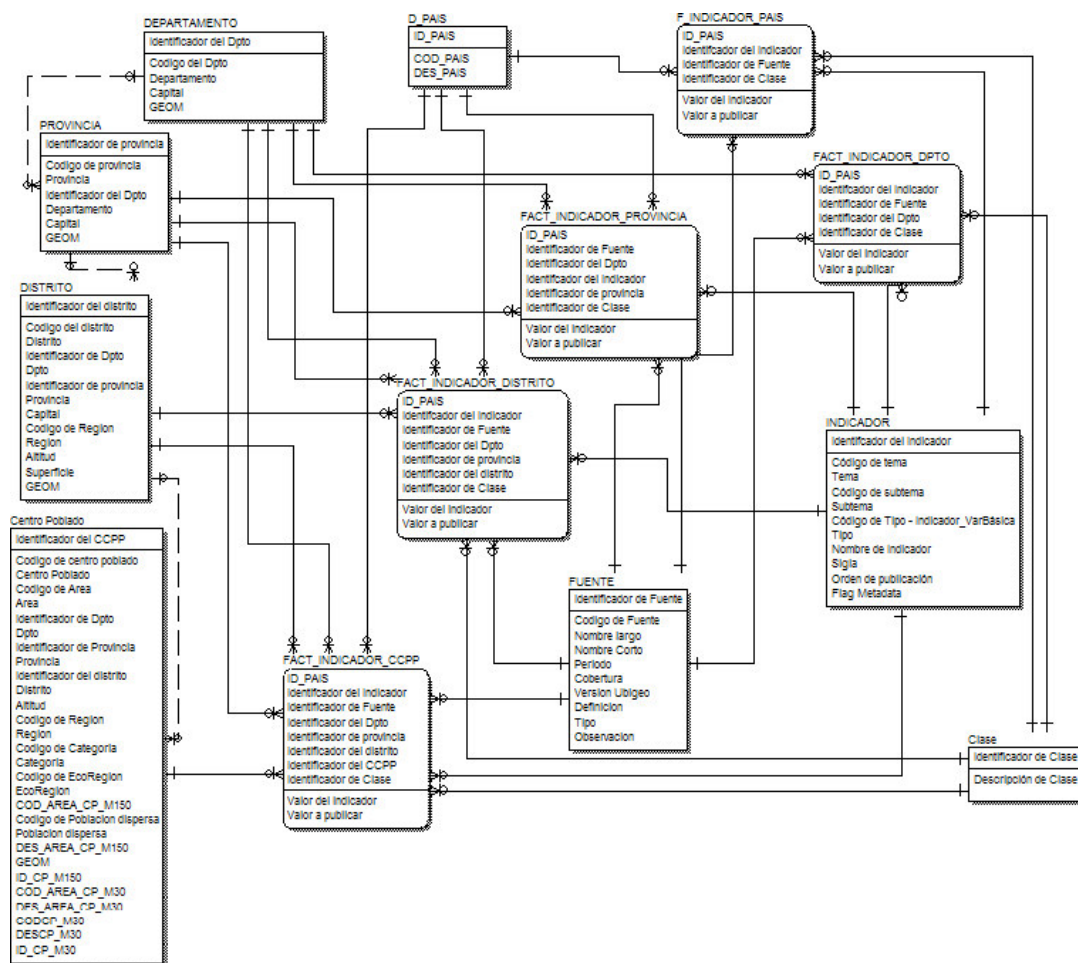 DEPARTAMENTO
Identificador del Dpto
Codigo del Dpto
Departamento
Capital
GEOM
D_PAIS
ID_PAIS
COD_PAIS
DES_PAIS
F_INDICADOR_PAIS
ID_PAIS
Identifcador del Indicador
Identificador de Fuente
Identificador de Clase
Valor del Indicador
Valor a publicar
PROVINCIA
Identificador de provincia
Codigo de provincia
Provincia
Identificador del Dpto
Departamento
Capital
GEOM
FACT_INDICADOR_DPTO
ID_PAIS
Identifcador del Indicador
Identificador de Fuente
Identificador del Dpto
Identificador de Clase
Valor del Indicador
Valor a publicar
FACT_INDICADOR_PROVINCIA
ID_PAIS
Identificador de Fuente
Identificador del Dpto
Identifcador del Indicador
Identificador de provincia
Identificador de Clase
Valor del Indicador
Valor a publicar
DISTRITO
Identificador del distrito
Codigo del distrito
Distrito
Identificador de Dpto
Dpto
Identificador de provincia
Provincia
Capital
Codigo de Region
Region
Altitud
Superficie
GEOM
FACT_INDICADOR_DISTRITO
ID_PAIS
Identifcador del Indicador
Identificador de Fuente
Identificador del Dpto
Identificador de provincia
Identificador del distrito
Identificador de Clase
Valor del Indicador
Valor a publicar
INDICADOR
Identifcador del Indicador
Código de tema
Tema
Código de subtema
Subtema
Código de Tipo - Indicador_VarBásica
Tipo
Nombre de Indicador
Sigla
Orden de publicación
Flag Metadata
Centro Poblado
Identificador del CCPP
Codigo de centro poblado
Centro Poblado
Codigo de Area
Area
Identificador de Dpto
Dpto
Identificador de Provincia
Provincia
Identificador del distrito
Distrito
Altitud
Codigo de Region
Region
Codigo de Categoria
Categoria
Codigo de EcoRegion
EcoRegion
COD_AREA_CP_M150
Codigo de Poblacion dispersa
Poblacion dispersa
DES_AREA_CP_M150
GEOM
ID_CP_M150
COD_AREA_CP_M30
DES_AREA_CP_M30
CODCP_M30
DESCP_M30
ID_CP_M30
FUENTE
Identificador de Fuente
Codigo de Fuente
Nombre largo
Nombre Corto
Periodo
Cobertura
Version Ubigeo
Definicion
Tipo
Observacion
FACT_INDICADOR_CCPP
ID_PAIS
Identifcador del Indicador
Identificador de Fuente
Identificador del Dpto
Identificador de provincia
Identificador del distrito
Identificador del CCPP
Identificador de Clase
Valor del Indicador
Valor a publicar
Clase
Identificador de Clase
Descripción de Clase